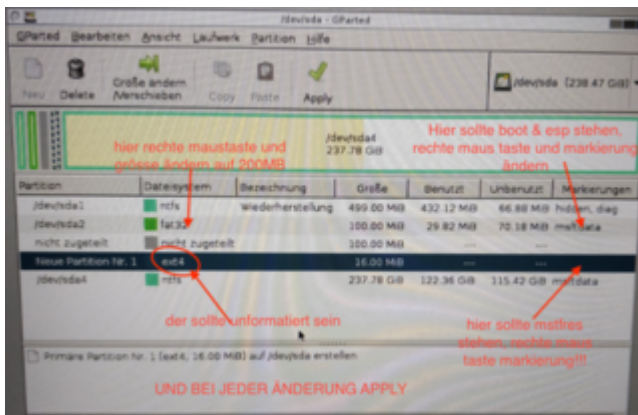 /dev/sda - GParted
GParted Bearbeiten Ansicht Laufwerk Partition Hilfe
Neu Delete Größe ändern /Verschieben Copy Paste Apply
/dev/sda (238.47 GiB)
/dev/sda4
237.78 GiB
hier rechte maustaste und
grösse ändern auf 200MB
Hier sollte boot & esp stehen,
rechte maus taste und markierung
ändern
Partition Dateisystem Bezeichnung Größe Benutzt Unbenutzt Markierungen
/dev/sda1 ntfs Wiederherstellung 499.00 MiB 432.12 MiB 66.88 MiB hidden, diag
/dev/sda2 fat32 100.00 MiB 29.82 MiB 70.18 MiB msftdata
nicht zugeteilt nicht zugeteilt 100.00 MiB --- ---
Neue Partition Nr. 1 ext4 16.00 MiB --- ---
/dev/sda4 ntfs 237.78 GiB 122.36 GiB 115.42 GiB msftdata
der sollte unformatiert sein
hier sollte msftres
stehen, rechte maus
taste markierung!!!
Primäre Partition Nr. 1 (ext4, 16.00 MiB) auf /dev/sda erstellen
UND BEI JEDER ÄNDERUNG APPLY